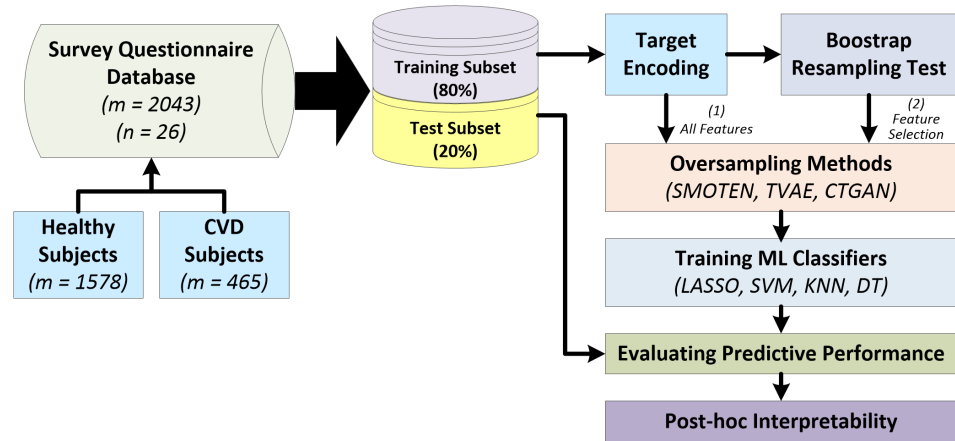 Survey Questionnaire
Database
(m = 2043)
(n = 26)
Healthy
Subjects
(m = 1578)
CVD
Subjects
(m = 465)
Training Subset
(80%)
Test Subset
(20%)
Target
Encoding
Boostrap
Resampling Test
(1)
All Features
(2)
Feature
Selection
Oversampling Methods
(SMOTEN, TVAE, CTGAN)
Training ML Classifiers
(LASSO, SVM, KNN, DT)
Evaluating Predictive Performance
Post-hoc Interpretability